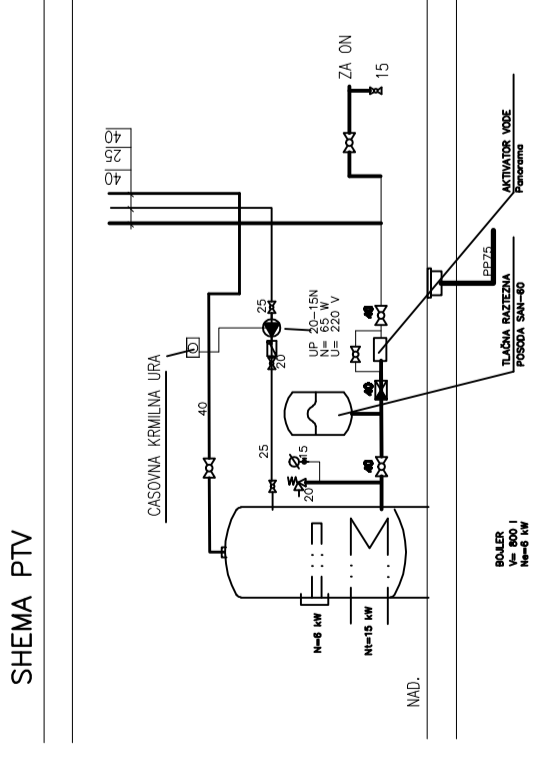 SHEMA PTV
ZA ON
15
40
25
40
ČASOVNA KRMILNA URA
40
25
20
UP 20-15N
N= 65 W
U= 220 V
25
15
20
40
40
40
AKTIVATOR VODE
Panorama
PP75
TLAČNA RAZTEZNA
POSODA SAN-60
N=6 kW
Nt=15 kW
NAD.
BOJLER
V= 800 l
Ne=6 kW